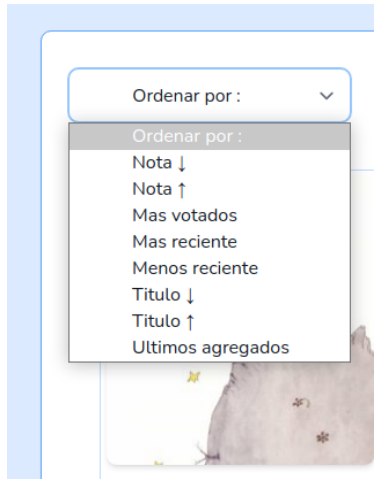 Ordenar por :
Ordenar por :
Nota ↓
Nota ↑
Mas votados
Mas reciente
Menos reciente
Titulo ↓
Titulo ↑
Ultimos agregados